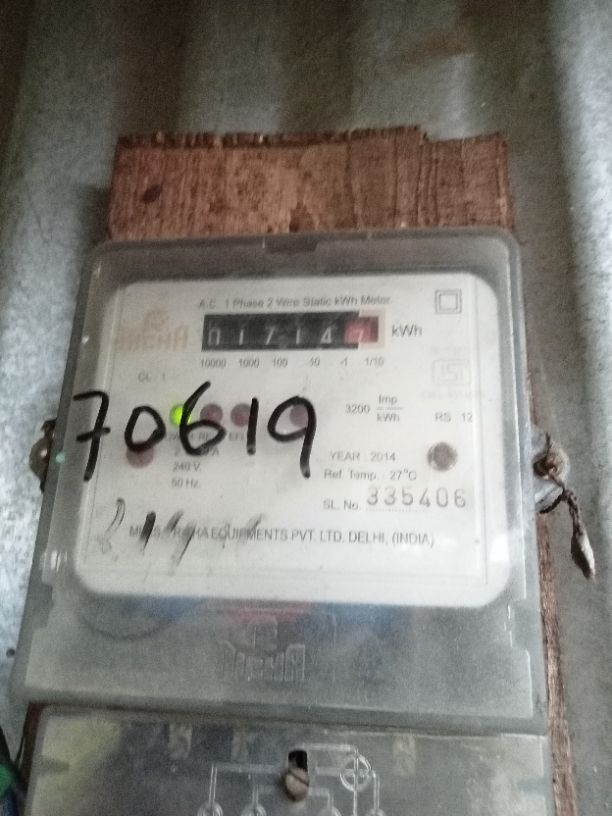 A.C. 1 Phase 2 Wire Static kWh Meter
01714 kWh
10000 1000 100 10 -1 1/10
70619
3200 Imp/kWh RS 12
240 V.
50 Hz.
YEARː 2014
Ref. Temp. 27°C
SL. No. 335406
EQUIPMENTS PVT. LTD. DELHI, (INDIA)